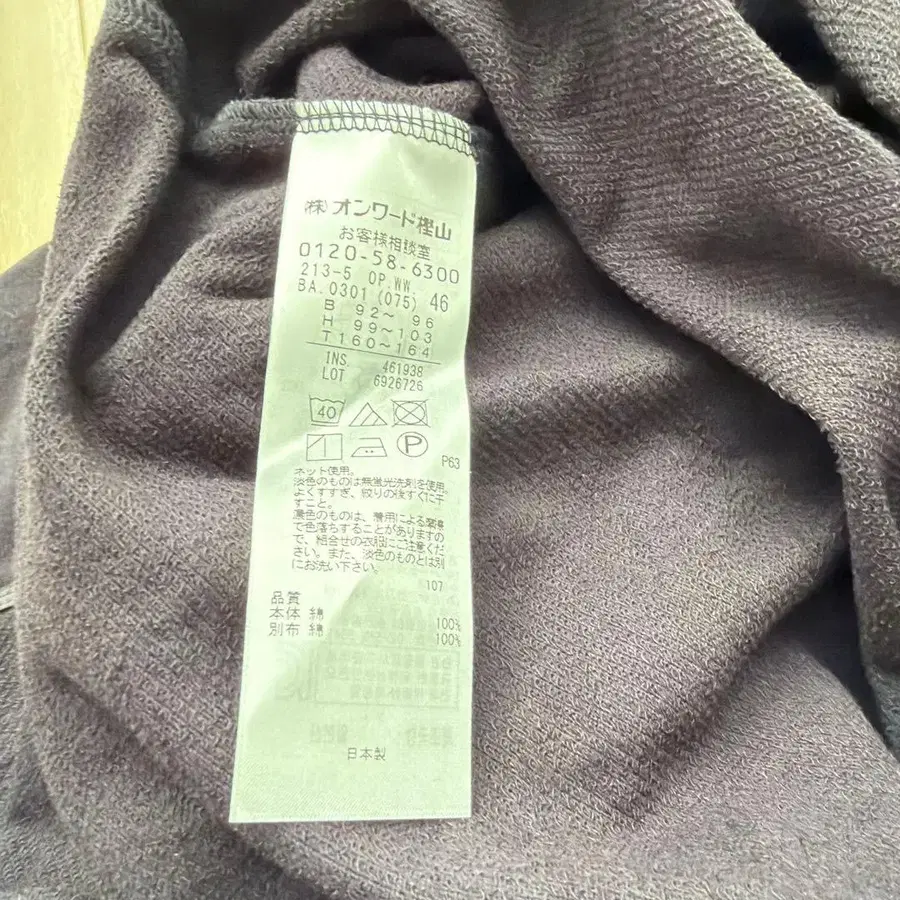 (株)オンワード樫山
お客様相談室
0120-58-6300
213-5 OP.WW
BA.0301 (075) 46
B 92～ 96
H 99～103
T160～164
INS. 461938
LOT 6926726
40
P
P63
ネット使用。
淡色のものは無蛍光洗剤を使用。
よくすすぎ、絞りの後すぐに干
すこと。
濃色のものは、着用による摩擦
で色落ちすることがありますの
で、組合せの衣服にご注意くだ
さい。また、淡色のものとは別
にお洗い下さい。
107
品質
本体 綿 100%
別布 綿 100%
日本製